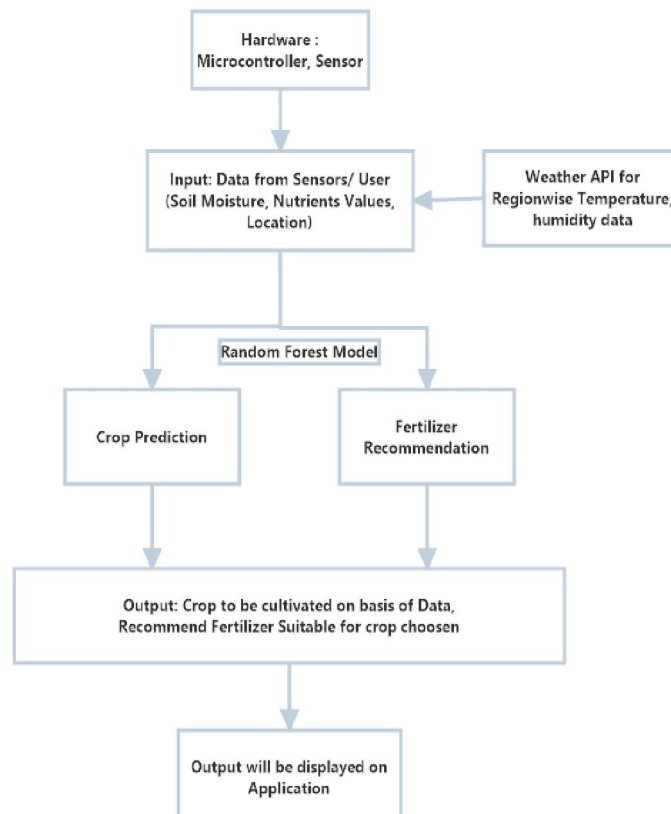 Hardware :
Microcontroller, Sensor
Input: Data from Sensors/ User
(Soil Moisture, Nutrients Values,
Location)
Weather API for
Regionwise Temperature,
humidity data
Random Forest Model
Crop Prediction
Fertilizer
Recommendation
Output: Crop to be cultivated on basis of Data,
Recommend Fertilizer Suitable for crop choosen
Output will be displayed on
Application